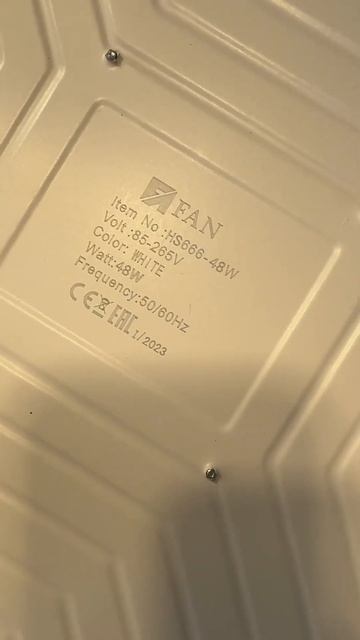 FAN
Item No :HS666-48W
Volt :85-265V
Color: WHITE
Watt:48W
Frequency:50/60Hz
CE EAC 1/2023